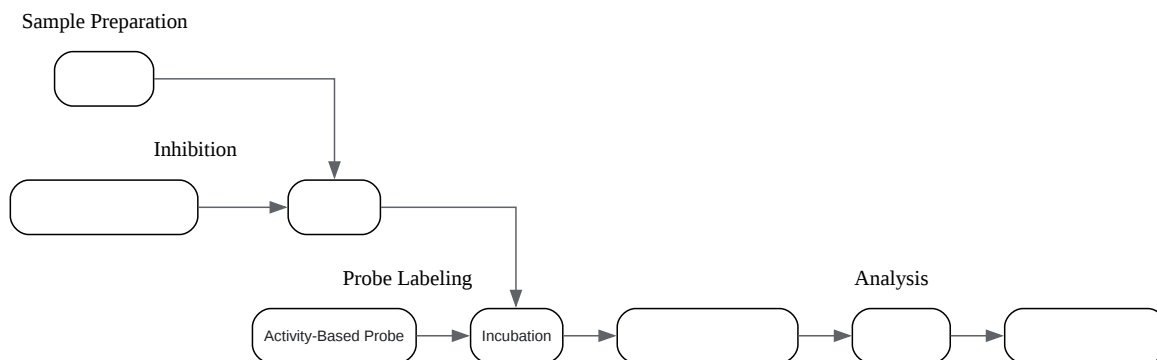 Sample Preparation
Inhibition
Probe Labeling
Analysis
Activity-Based Probe
Incubation